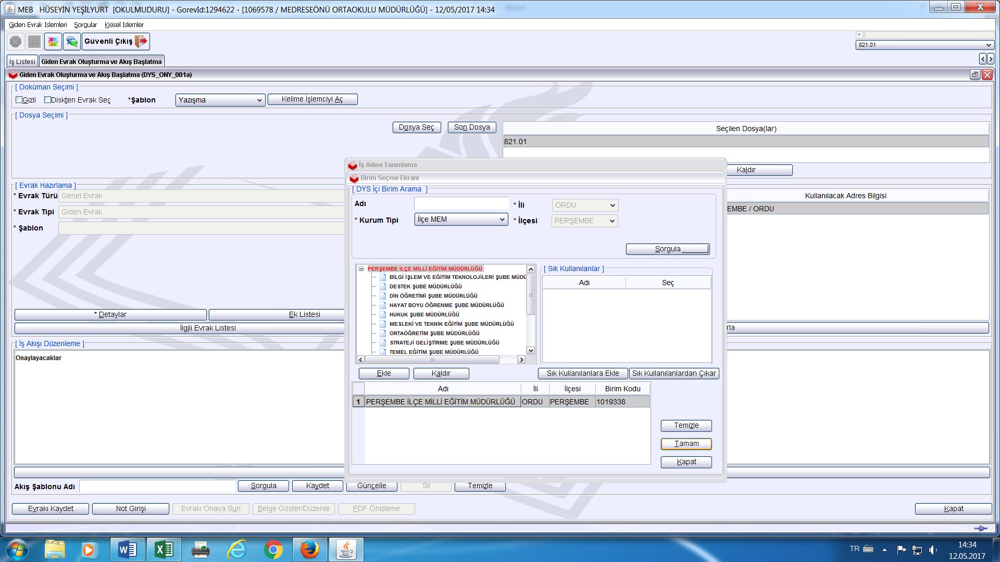 MEB HÜSEYİN YEŞİLYURT [OKULMUDURU] - GorevId:1294622 - [1069578 / MEDRESEÖNÜ ORTAOKULU MÜDÜRLÜĞÜ] - 12/05/2017 14:34
Giden Evrak Islemleri Sorgular Kisisel Islemler
Güvenli Çıkış
821.01
İş Listesi Giden Evrak Oluşturma ve Akış Başlatma
Giden Evrak Oluşturma ve Akış Başlatma (DYS_ONY_001a)
[ Doküman Seçimi ]
Gizli Diskten Evrak Seç *Şablon Yazışma Kelime İşlemciyi Aç
[ Dosya Seçimi ]
Dosya Seç Son Dosya Seçilen Dosya(lar)
821.01
Kaldır
[ Evrak Hazırlama ]
* Evrak Türü Genel Evrak
* Evrak Tipi Giden Evrak
* Şablon
Kullanılacak Adres Bilgisi
EMBE / ORDU
* Detaylar Ek Listesi
İlgili Evrak Listesi
rla
[ İş Akışı Düzenleme ]
Onaylayacaklar
İş Adımı Tanımlama
Birim Seçme Ekranı
[ DYS İçi Birim Arama ]
Adı * İli ORDU
* Kurum Tipi İlçe MEM * İlçesi PERŞEMBE
Sorgula
PERŞEMBE İLÇE MİLLİ EĞİTİM MÜDÜRLÜĞÜ
BİLGİ İŞLEM VE EĞİTİM TEKNOLOJİLERİ ŞUBE MÜDÜ
DESTEK ŞUBE MÜDÜRLÜĞÜ
DİN ÖĞRETİMİ ŞUBE MÜDÜRLÜĞÜ
HAYAT BOYU ÖĞRENME ŞUBE MÜDÜRLÜĞÜ
HUKUK ŞUBE MÜDÜRLÜĞÜ
MESLEKİ VE TEKNİK EĞİTİM ŞUBE MÜDÜRLÜĞÜ
ORTAÖĞRETİM ŞUBE MÜDÜRLÜĞÜ
STRATEJİ GELİŞTİRME ŞUBE MÜDÜRLÜĞÜ
TEMEL EĞİTİM ŞUBE MÜDÜRLÜĞÜ
[ Sık Kullanılanlar ]
Adı Seç
Ekle Kaldır Sık Kullanılanlara Ekle Sık Kullanılanlardan Çıkar
Adı İli İlçesi Birim Kodu
1 PERŞEMBE İLÇE MİLLİ EĞİTİM MÜDÜRLÜĞÜ ORDU PERŞEMBE 1019338
Temizle
Tamam
Kapat
Akış Şablonu Adı Sorgula Kaydet Güncelle Sil Temizle
Evrakı Kaydet Not Girişi Evrakı Onaya Sun Belge Göster/Düzenle PDF Önizleme Kapat
TR 14:34
12.05.2017